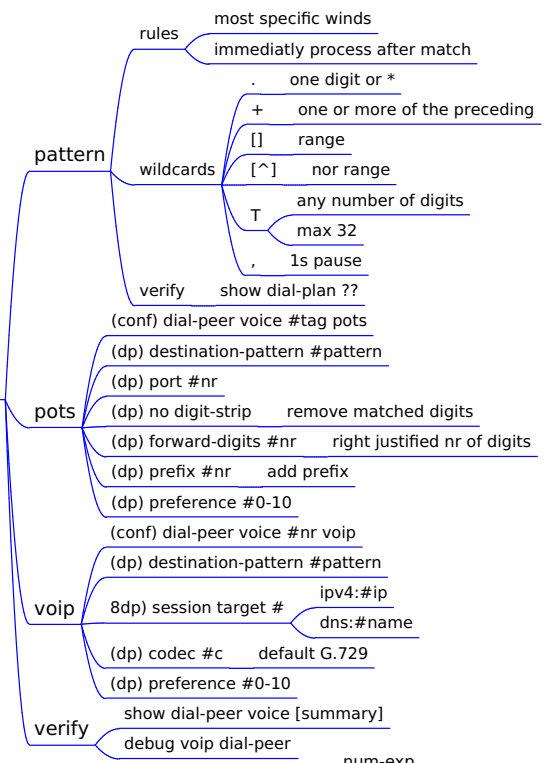 rules
most specific winds
immediatly process after match
pattern
wildcards
. one digit or *
+ one or more of the preceding
[] range
[^] nor range
T
any number of digits
max 32
, 1s pause
verify show dial-plan ??
pots
(conf) dial-peer voice #tag pots
(dp) destination-pattern #pattern
(dp) port #nr
(dp) no digit-strip remove matched digits
(dp) forward-digits #nr right justified nr of digits
(dp) prefix #nr add prefix
(dp) preference #0-10
voip
(conf) dial-peer voice #nr voip
(dp) destination-pattern #pattern
8dp) session target #
ipv4:#ip
dns:#name
(dp) codec #c default G.729
(dp) preference #0-10
verify
show dial-peer voice [summary]
debug voip dial-peer
num-exp